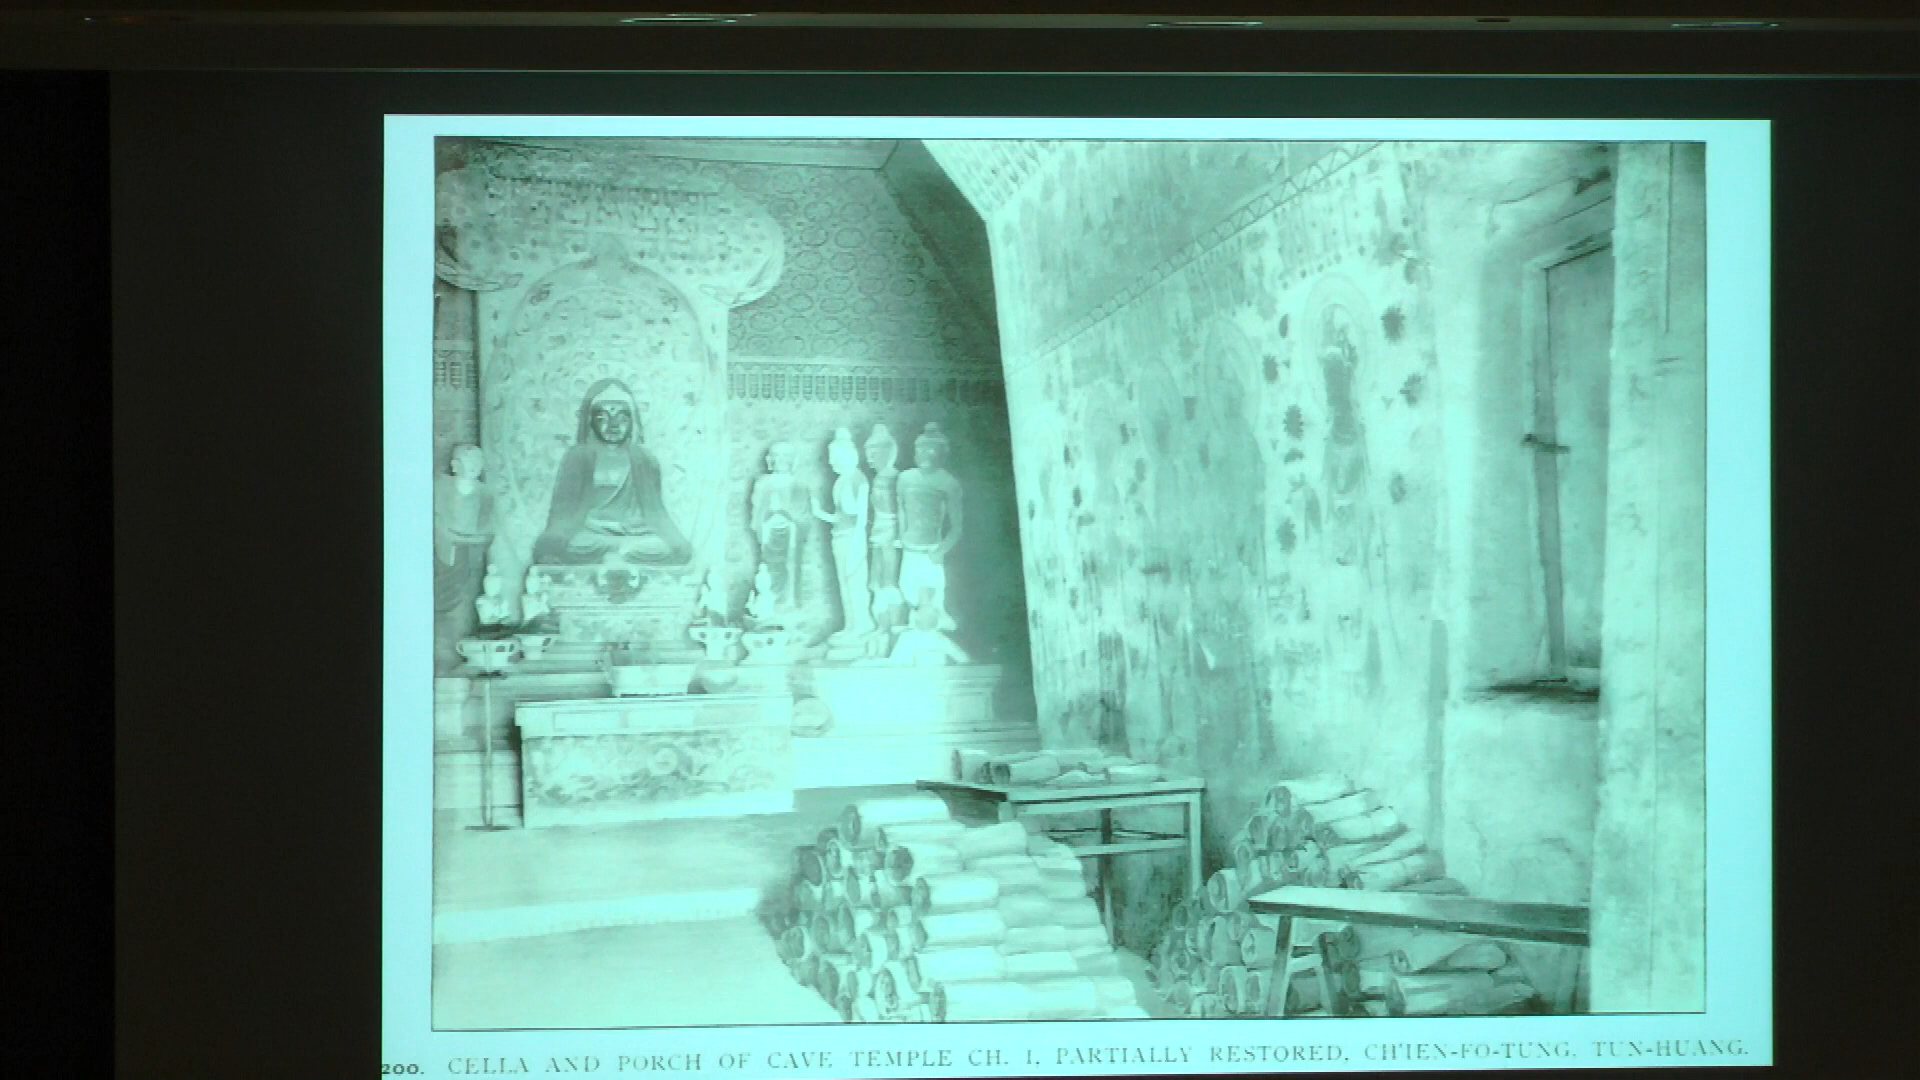 200. CELLA AND PORCH OF CAVE TEMPLE CH. I, PARTIALLY RESTORED, CH'IEN-FO-TUNG, TUN-HUANG.